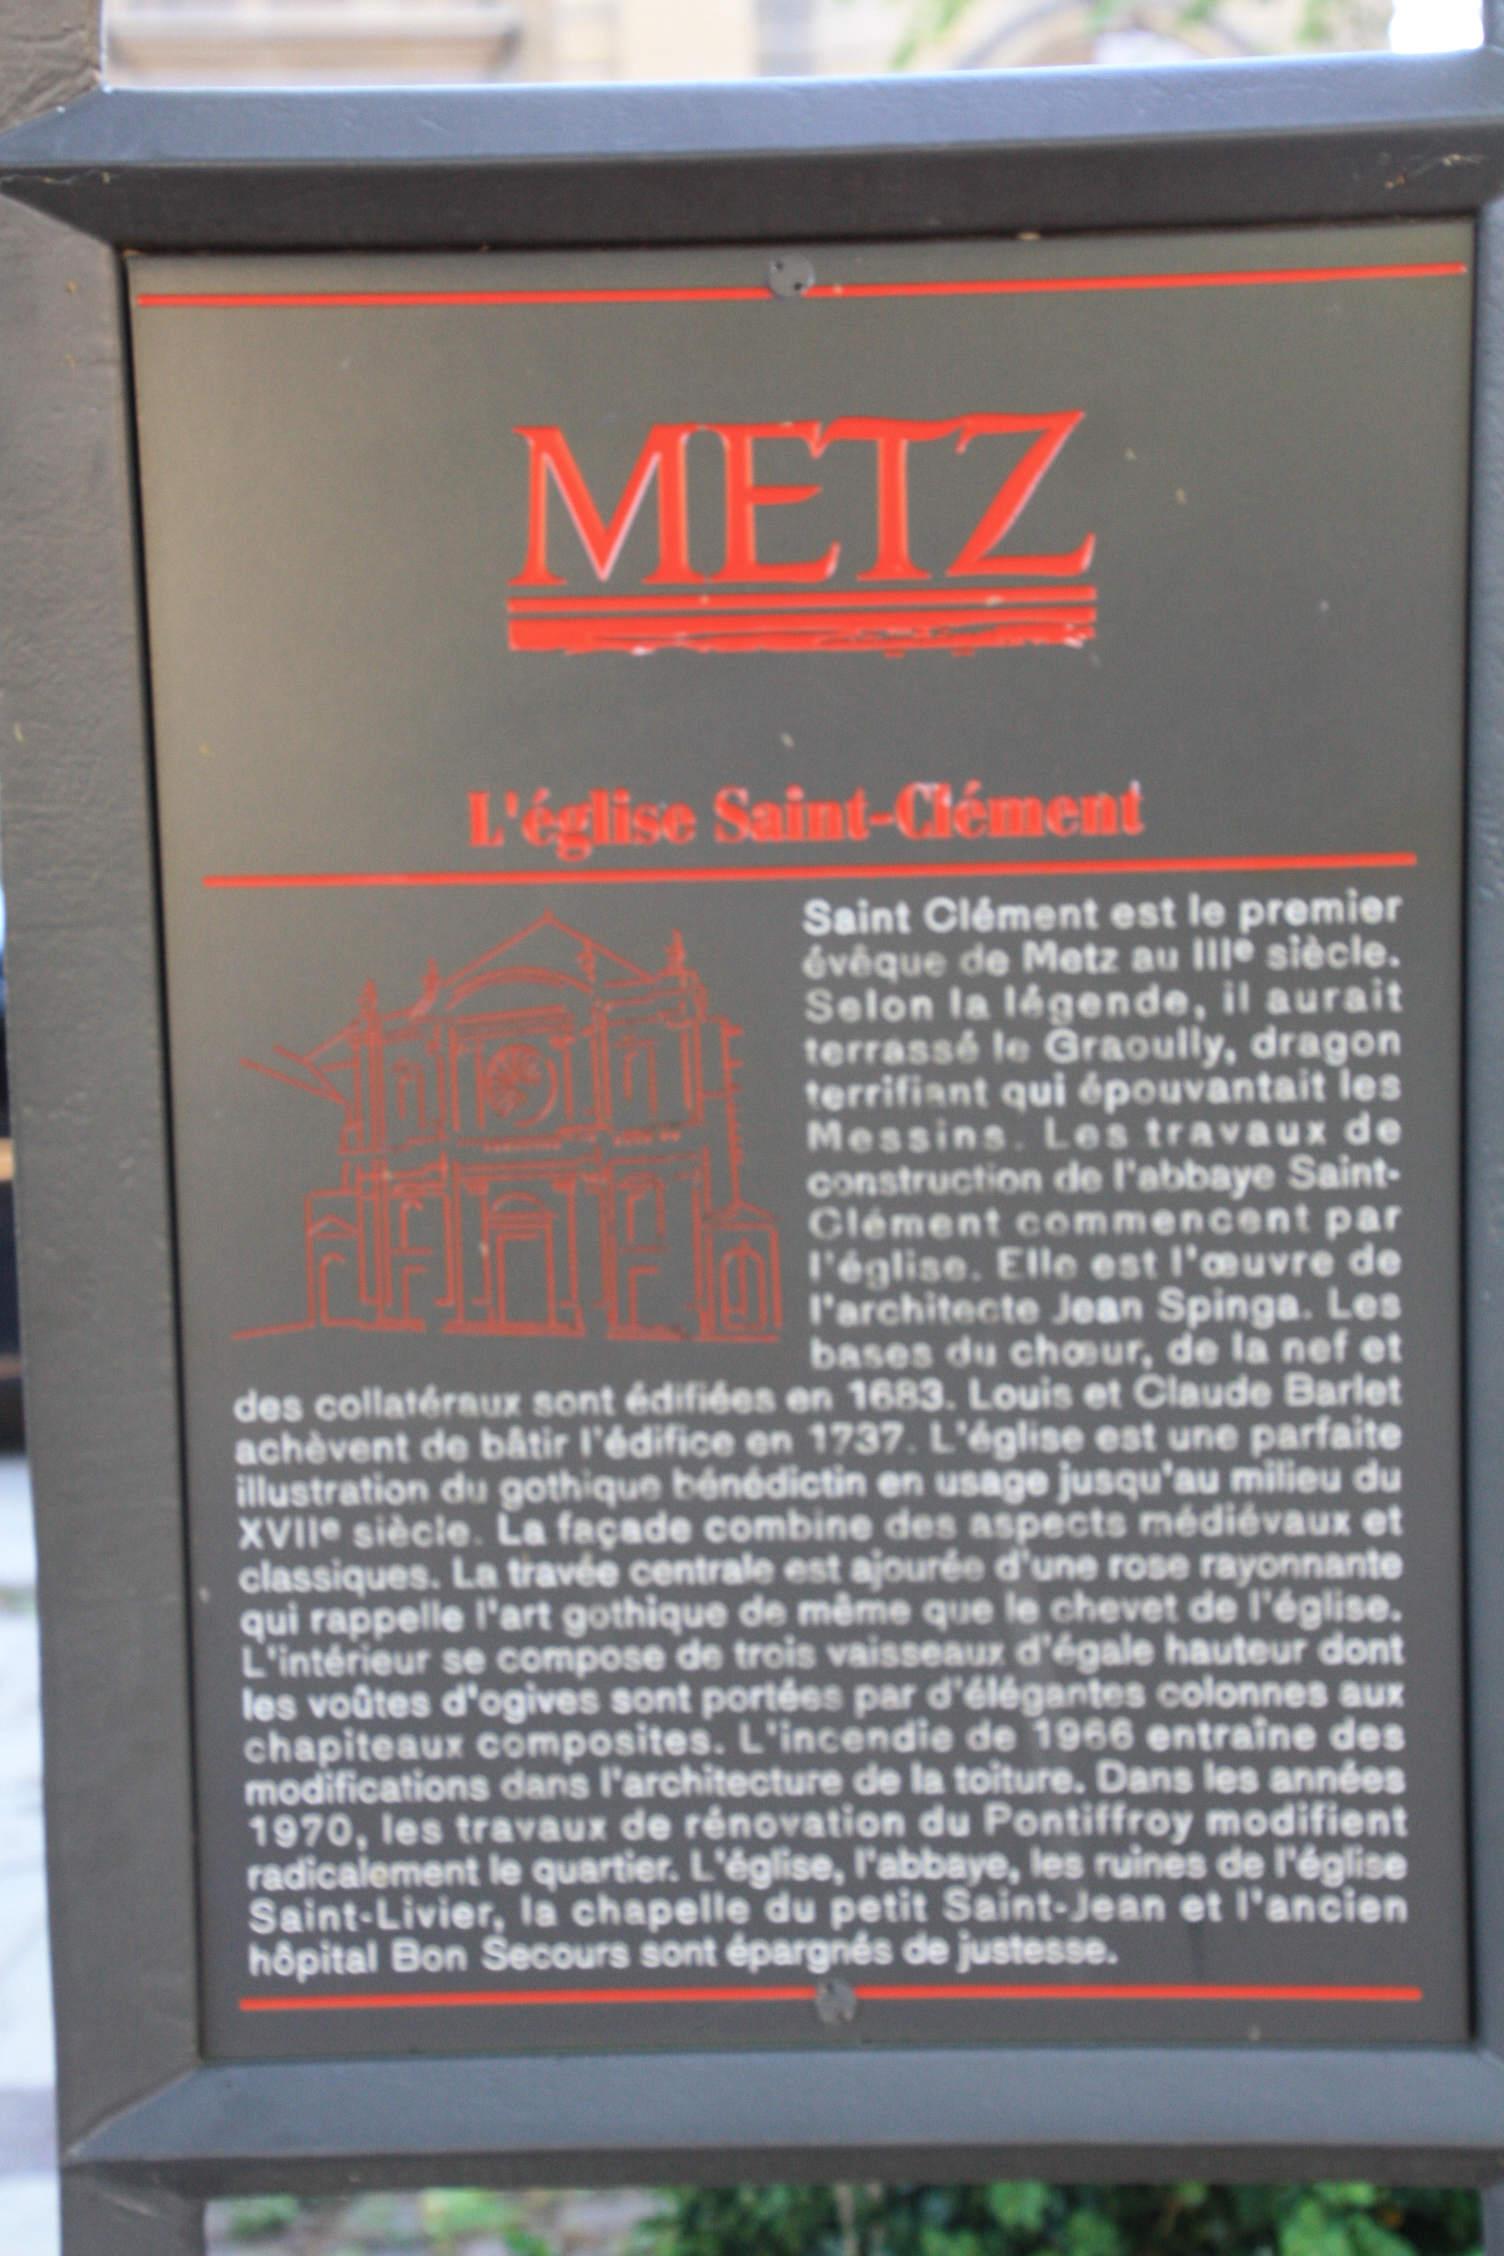 METZ
L'église Saint-Clément
Saint Clément est le premier
évêque de Metz au IIIe siècle.
Selon la légende, il aurait
terrassé le Graoully, dragon
terrifiant qui épouvantait les
Messins. Les travaux de
construction de l'abbaye Saint-
Clément commencent par
l'église. Elle est l'œuvre de
l'architecte Jean Spinga. Les
bases du chœur, de la nef et
des collatéraux sont édifiées en 1683. Louis et Claude Barlet
achèvent de bâtir l'édifice en 1737. L'église est une parfaite
illustration du gothique bénédictin en usage jusqu'au milieu du
XVIIe siècle. La façade combine des aspects médiévaux et
classiques. La travée centrale est ajourée d'une rose rayonnante
qui rappelle l'art gothique de même que le chevet de l'église.
L'intérieur se compose de trois vaisseaux d'égale hauteur dont
les voûtes d'ogives sont portées par d'élégantes colonnes aux
chapiteaux composites. L'incendie de 1966 entraîne des
modifications dans l'architecture de la toiture. Dans les années
1970, les travaux de rénovation du Pontiffroy modifient
radicalement le quartier. L'église, l'abbaye, les ruines de l'église
Saint-Livier, la chapelle du petit Saint-Jean et l'ancien
hôpital Bon Secours sont épargnés de justesse.